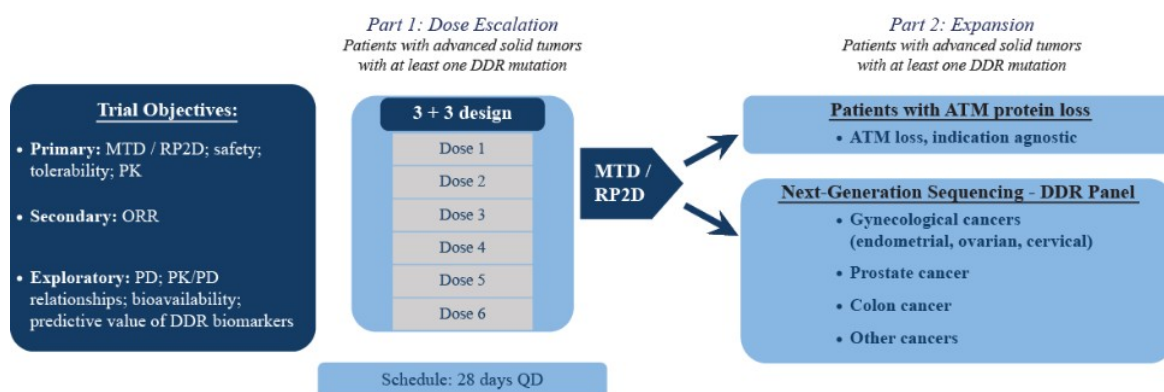 Part 1: Dose Escalation
Patients with advanced solid tumors
with at least one DDR mutation
Part 2: Expansion
Patients with advanced solid tumors
with at least one DDR mutation
Trial Objectives:
• Primary: MTD / RP2D; safety;
tolerability; PK
• Secondary: ORR
• Exploratory: PD; PK/PD
relationships; bioavailability;
predictive value of DDR biomarkers
3 + 3 design
Dose 1
Dose 2
Dose 3
Dose 4
Dose 5
Dose 6
Schedule: 28 days QD
MTD /
RP2D
Patients with ATM protein loss
• ATM loss, indication agnostic
Next-Generation Sequencing - DDR Panel
• Gynecological cancers
(endometrial, ovarian, cervical)
• Prostate cancer
• Colon cancer
• Other cancers